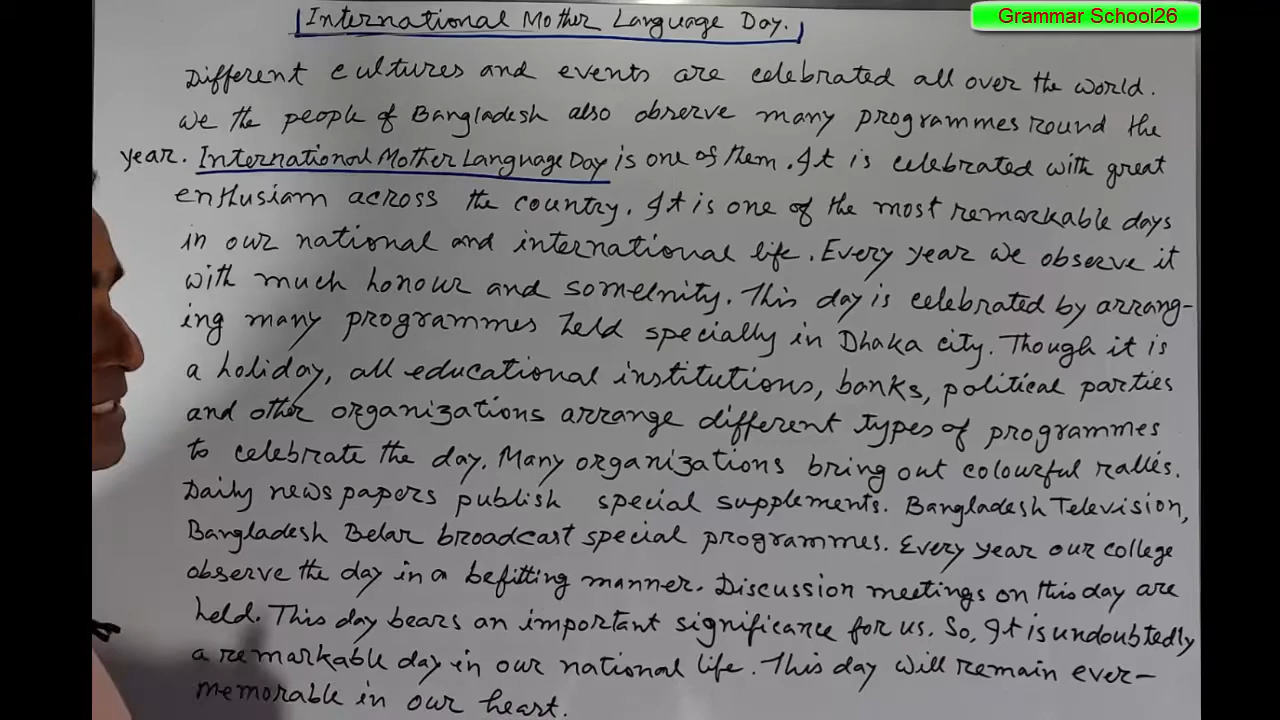 Grammar School26
International Mother Language Day.
Different cultures and events are celebrated all over the world.
We the people of Bangladesh also observe many programmes round the
year. International Mother Language Day is one of them. It is celebrated with great
enthusiam across the country. It is one of the most remarkable days
in our national and international life. Every year we observe it
with much honour and somelnity. This day is celebrated by arrang-
ing many programmes held specially in Dhaka city. Though it is
a holiday, all educational institutions, banks, political parties
and other organizations arrange different types of programmes
to celebrate the day. Many organizations bring out colourful rallis.
Daily news papers publish special supplements. Bangladesh Television,
Bangladesh Betar broadcast special programmes. Every year our college
observe the day in a befitting manner. Discussion meetings on this day are
held. This day bears an important significance for us. So, It is undoubtedly
a remarkable day in our national life. This day will remain ever-
memorable in our heart.